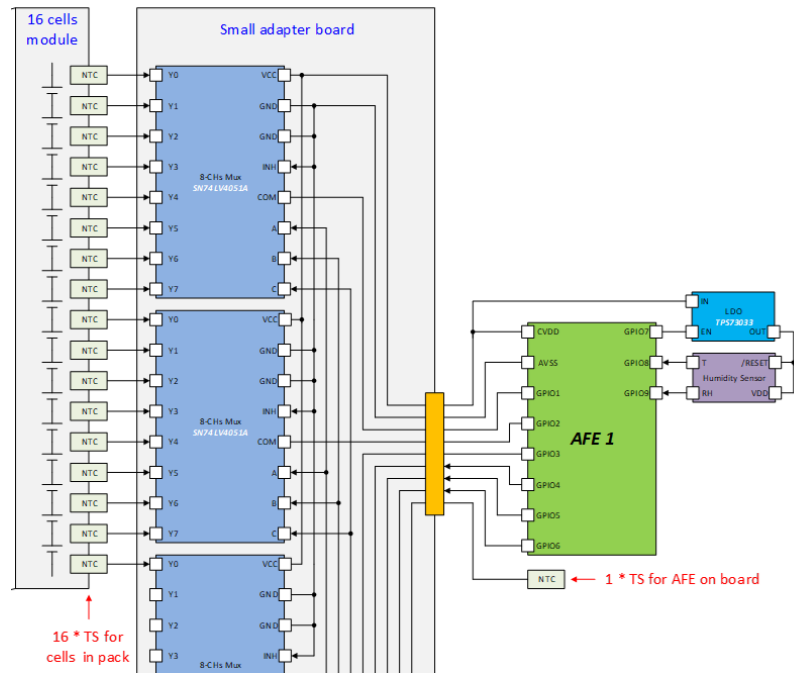 16 cells
module
Small adapter board
NTC
Y0
VCC
NTC
Y1
GND
NTC
Y2
GND
NTC
Y3
INH
8-CHs Mux
SN74LV4051A
NTC
Y4
COM
NTC
Y5
A
NTC
Y6
B
NTC
Y7
C
NTC
Y0
VCC
NTC
Y1
GND
NTC
Y2
GND
NTC
Y3
INH
8-CHs Mux
SN74LV4051A
NTC
Y4
COM
NTC
Y5
A
NTC
Y6
B
NTC
Y7
C
NTC
Y0
VCC
Y1
GND
Y2
GND
Y3
INH
8-CHs Mux
16 * TS for
cells in pack
IN
LDO
TPS73033
EN
OUT
T
/RESET
Humidity Sensor
RH
VDD
CVDD
GPIO7
AVSS
GPIO8
GPIO1
GPIO9
GPIO2
AFE 1
GPIO3
GPIO4
GPIO5
GPIO6
NTC
1 * TS for AFE on board